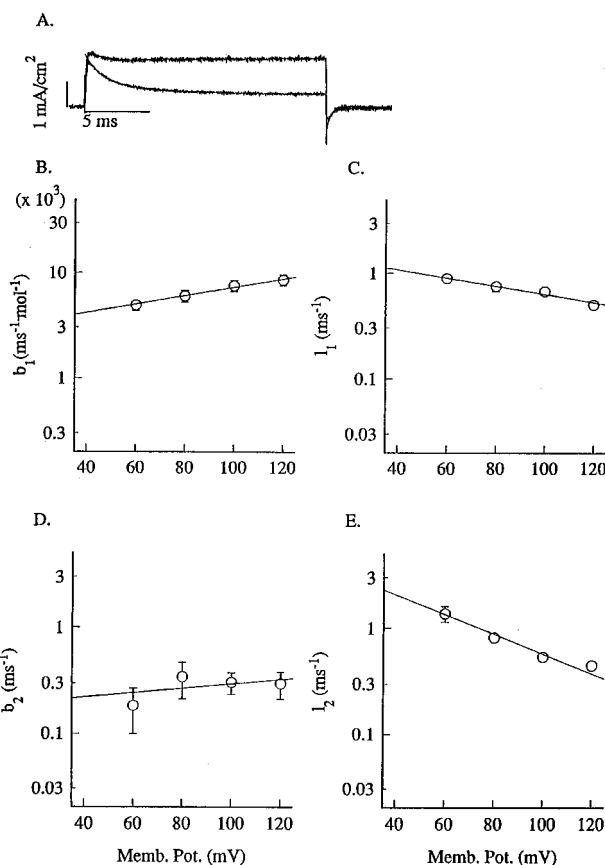 A.
1 mA/cm²
5 ms
B.
(x 10³)
30
10
3
1
0.3
b₁(ms⁻¹·mol⁻¹)
40 60 80 100 120
C.
3
1
0.3
0.1
0.03
l₁ (ms⁻¹)
40 60 80 100 120
D.
3
1
0.3
0.1
0.03
b₂ (ms⁻¹)
40 60 80 100 120
Memb. Pot. (mV)
E.
3
1
0.3
0.1
0.03
l₂ (ms⁻¹)
40 60 80 100 120
Memb. Pot. (mV)